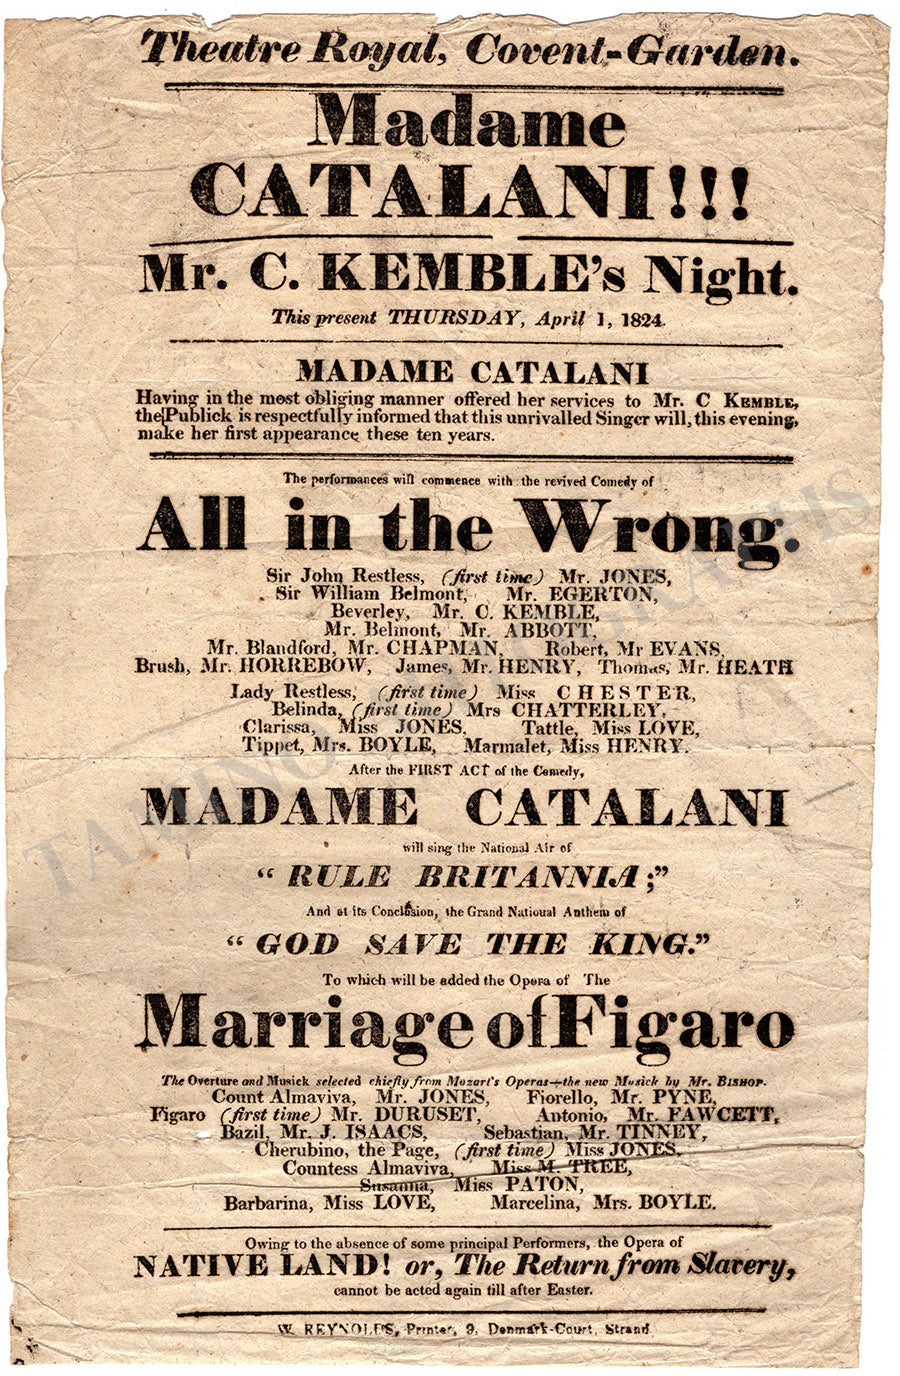 Theatre Royal, Covent-Garden.
Madame
CATALANI!!!
Mr. C. KEMBLE's Night.
This present THURSDAY, April 1, 1824.
MADAME CATALANI
Having in the most obliging manner offered her services to Mr. C KEMBLE,
the Publick is respectfully informed that this unrivalled Singer will, this evening,
make her first appearance these ten years.
The performances will commence with the revived Comedy of
All in the Wrong.
Sir John Restless, (first time) Mr. JONES,
Sir William Belmont, Mr. EGERTON,
Beverley, Mr. C. KEMBLE,
Mr. Belmont, Mr. ABBOTT,
Mr. Blandford, Mr. CHAPMAN, Robert, Mr EVANS,
Brush, Mr. HORREBOW, James, Mr. HENRY, Thomas, Mr. HEATH
Lady Restless, (first time) Miss CHESTER,
Belinda, (first time) Mrs CHATTERLEY,
Clarissa, Miss JONES, Tattle, Miss LOVE,
Tippet, Mrs. BOYLE, Marmalet, Miss HENRY.
After the FIRST ACT of the Comedy,
MADAME CATALANI
will sing the National Air of
"RULE BRITANNIA;"
And at its Conclusion, the Grand National Anthem of
"GOD SAVE THE KING."
To which will be added the Opera of The
Marriage of Figaro
The Overture and Musick selected chiefly from Mozart's Operas—the new Musick by Mr. BISHOP.
Count Almaviva, Mr. JONES, Fiorello, Mr. PYNE,
Figaro (first time) Mr. DURUSET, Antonio, Mr. FAWCETT,
Bazil, Mr. J. ISAACS, Sebastian, Mr. TINNEY,
Cherubino, the Page, (first time) Miss JONES.
Countess Almaviva, Miss M. TREE,
Susanna, Miss PATON,
Barbarina, Miss LOVE, Marcelina, Mrs. BOYLE.
Owing to the absence of some principal Performers, the Opera of
NATIVE LAND! or, The Return from Slavery,
cannot be acted again till after Easter.
W. REYNOLDS, Printer, 9, Denmark-Court, Strand
TAMINO AUTOGRAPHS